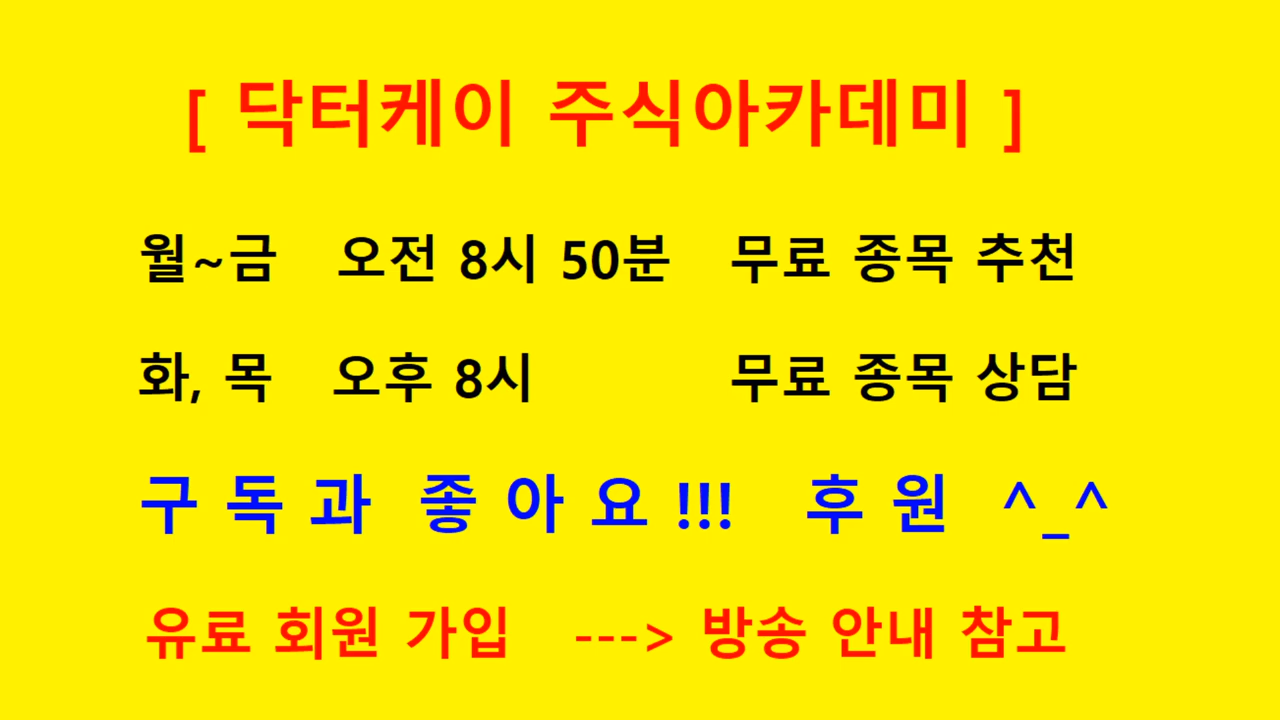 [ 닥터케이 주식아카데미 ]
월~금 오전 8시 50분 무료 종목 추천
화, 목 오후 8시 무료 종목 상담
구 독 과 좋 아 요 !!! 후 원 ^_^
유료 회원 가입 ---> 방송 안내 참고